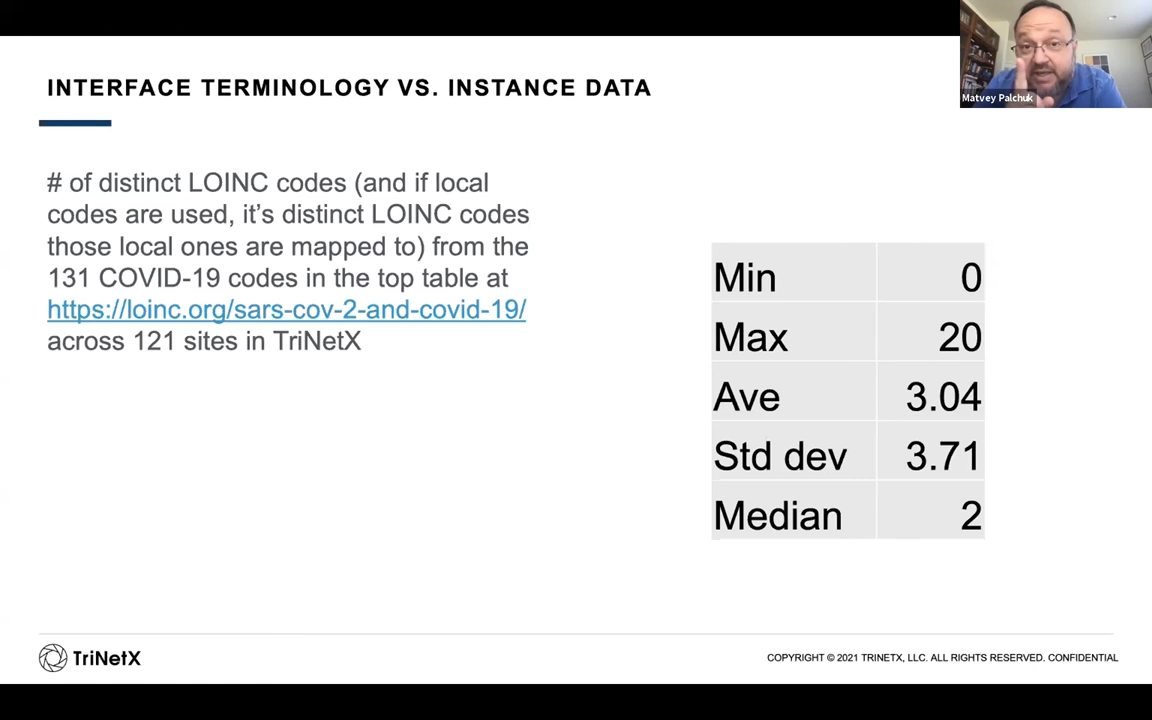 Matvey Palchuk
INTERFACE TERMINOLOGY VS. INSTANCE DATA
# of distinct LOINC codes (and if local
codes are used, it's distinct LOINC codes
those local ones are mapped to) from the
131 COVID-19 codes in the top table at
https://loinc.org/sars-cov-2-and-covid-19/
across 121 sites in TriNetX
Min 0
Max 20
Ave 3.04
Std dev 3.71
Median 2
TriNetX
COPYRIGHT © 2021 TRINETX, LLC. ALL RIGHTS RESERVED. CONFIDENTIAL